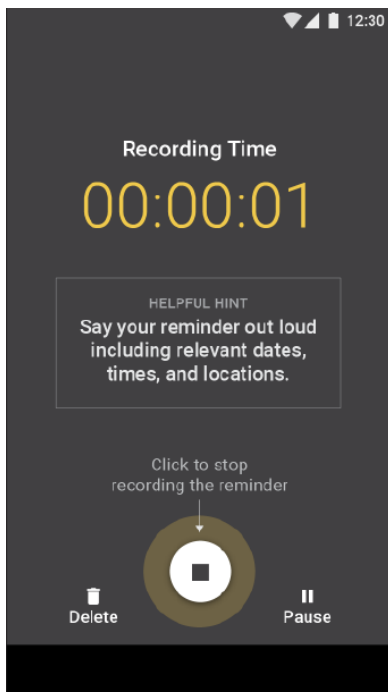 12:30
Recording Time
00:00:01
HELPFUL HINT
Say your reminder out loud
including relevant dates,
times, and locations.
Click to stop
recording the reminder
Delete
Pause